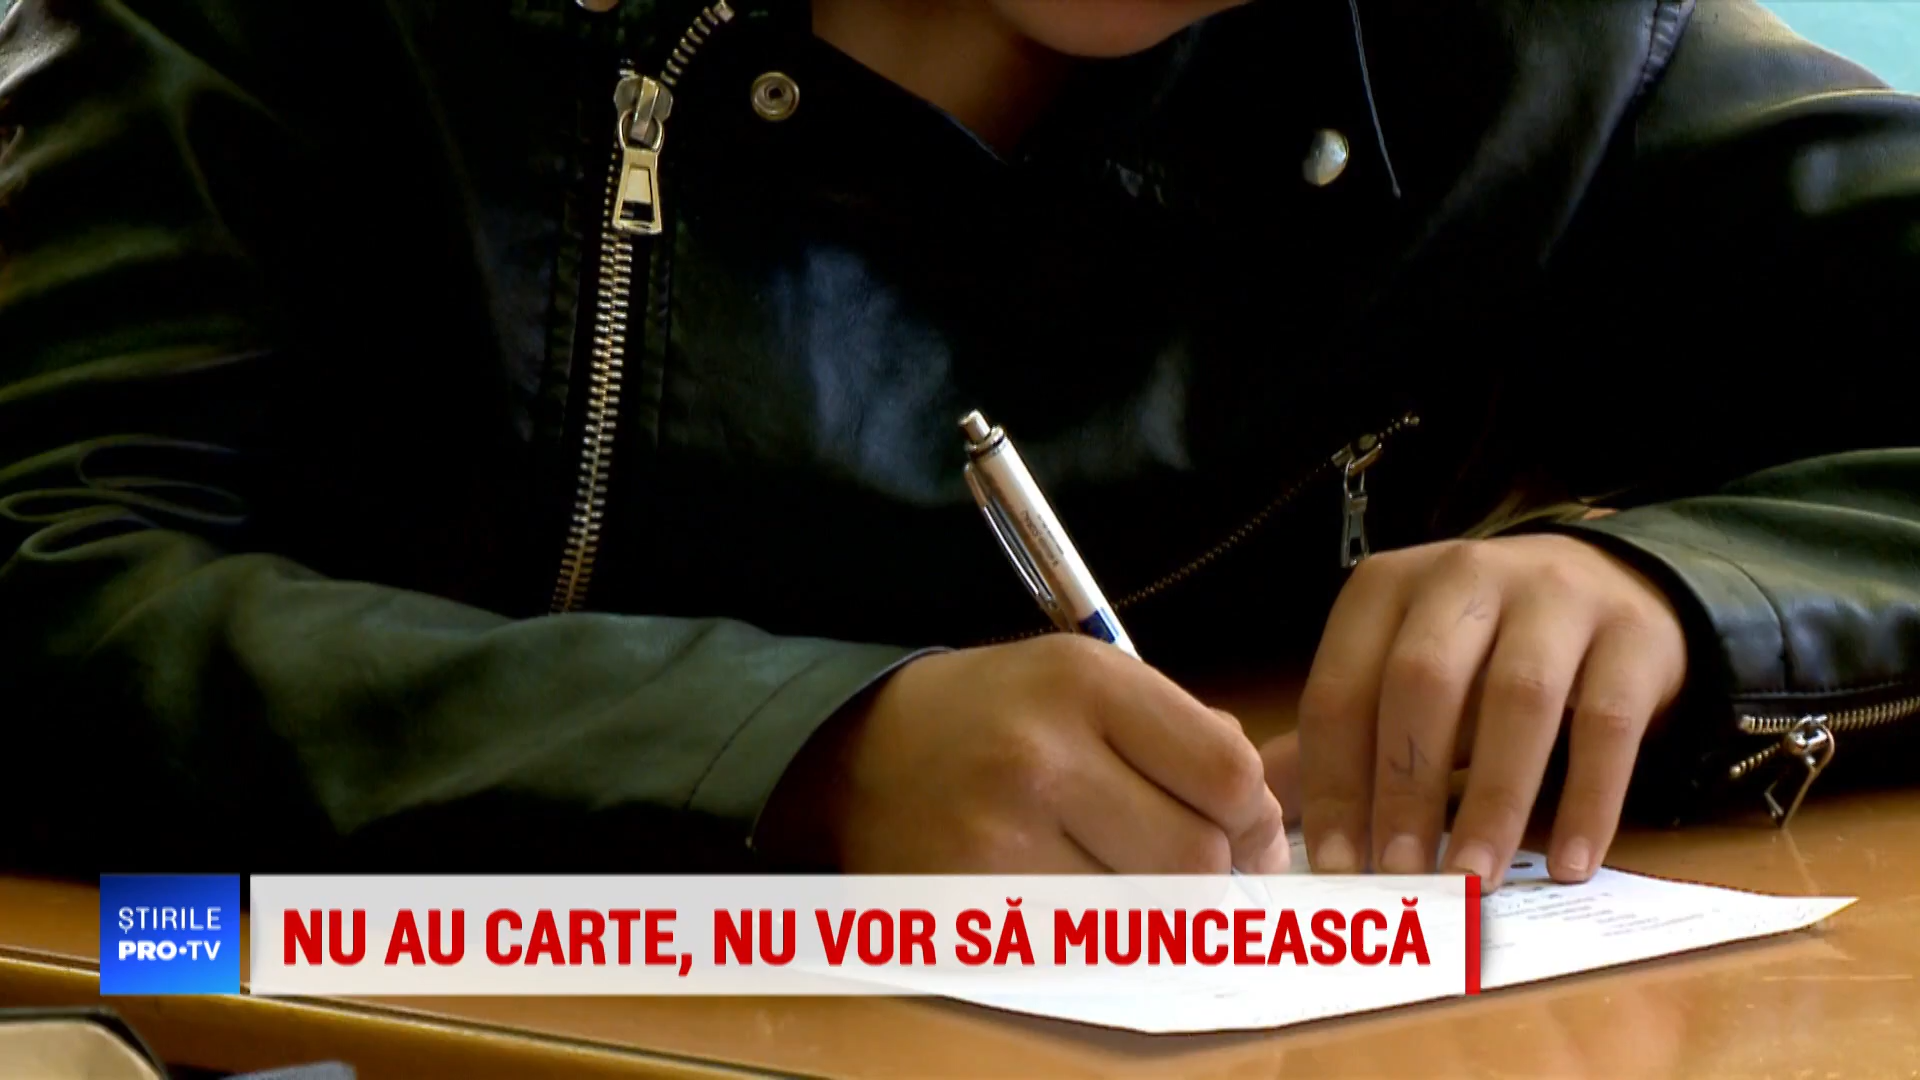 ȘTIRILE
PRO•TV
NU AU CARTE, NU VOR SĂ MUNCEASCĂ